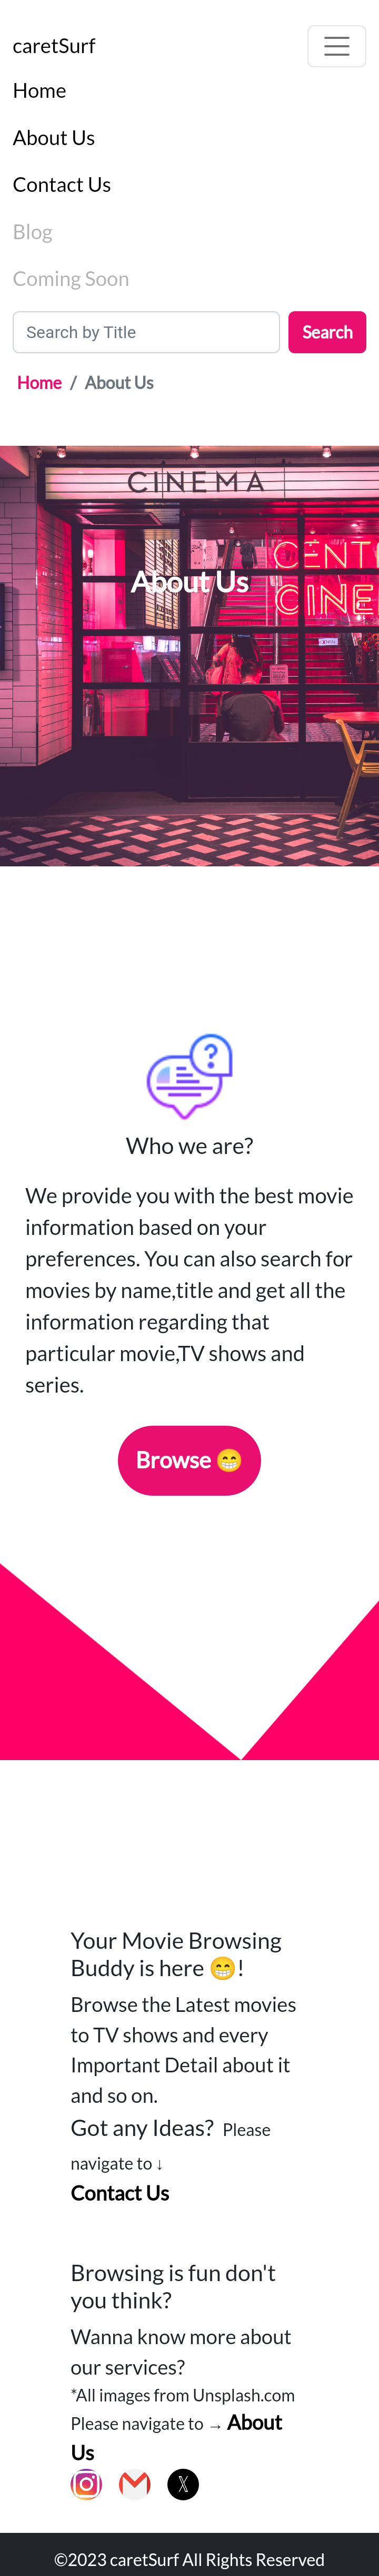 caretSurf
Home
About Us
Contact Us
Blog
Coming Soon
Search by Title
Search
Home / About Us
CINEMA
About Us
CENT
CINE
Who we are?
We provide you with the best movie
information based on your
preferences. You can also search for
movies by name,title and get all the
information regarding that
particular movie,TV shows and
series.
Browse 😁
Your Movie Browsing
Buddy is here 😁!
Browse the Latest movies
to TV shows and every
Important Detail about it
and so on.
Got any Ideas? Please
navigate to ↓
Contact Us
Browsing is fun don't
you think?
Wanna know more about
our services?
*All images from Unsplash.com
Please navigate to → About
Us
©2023 caretSurf All Rights Reserved